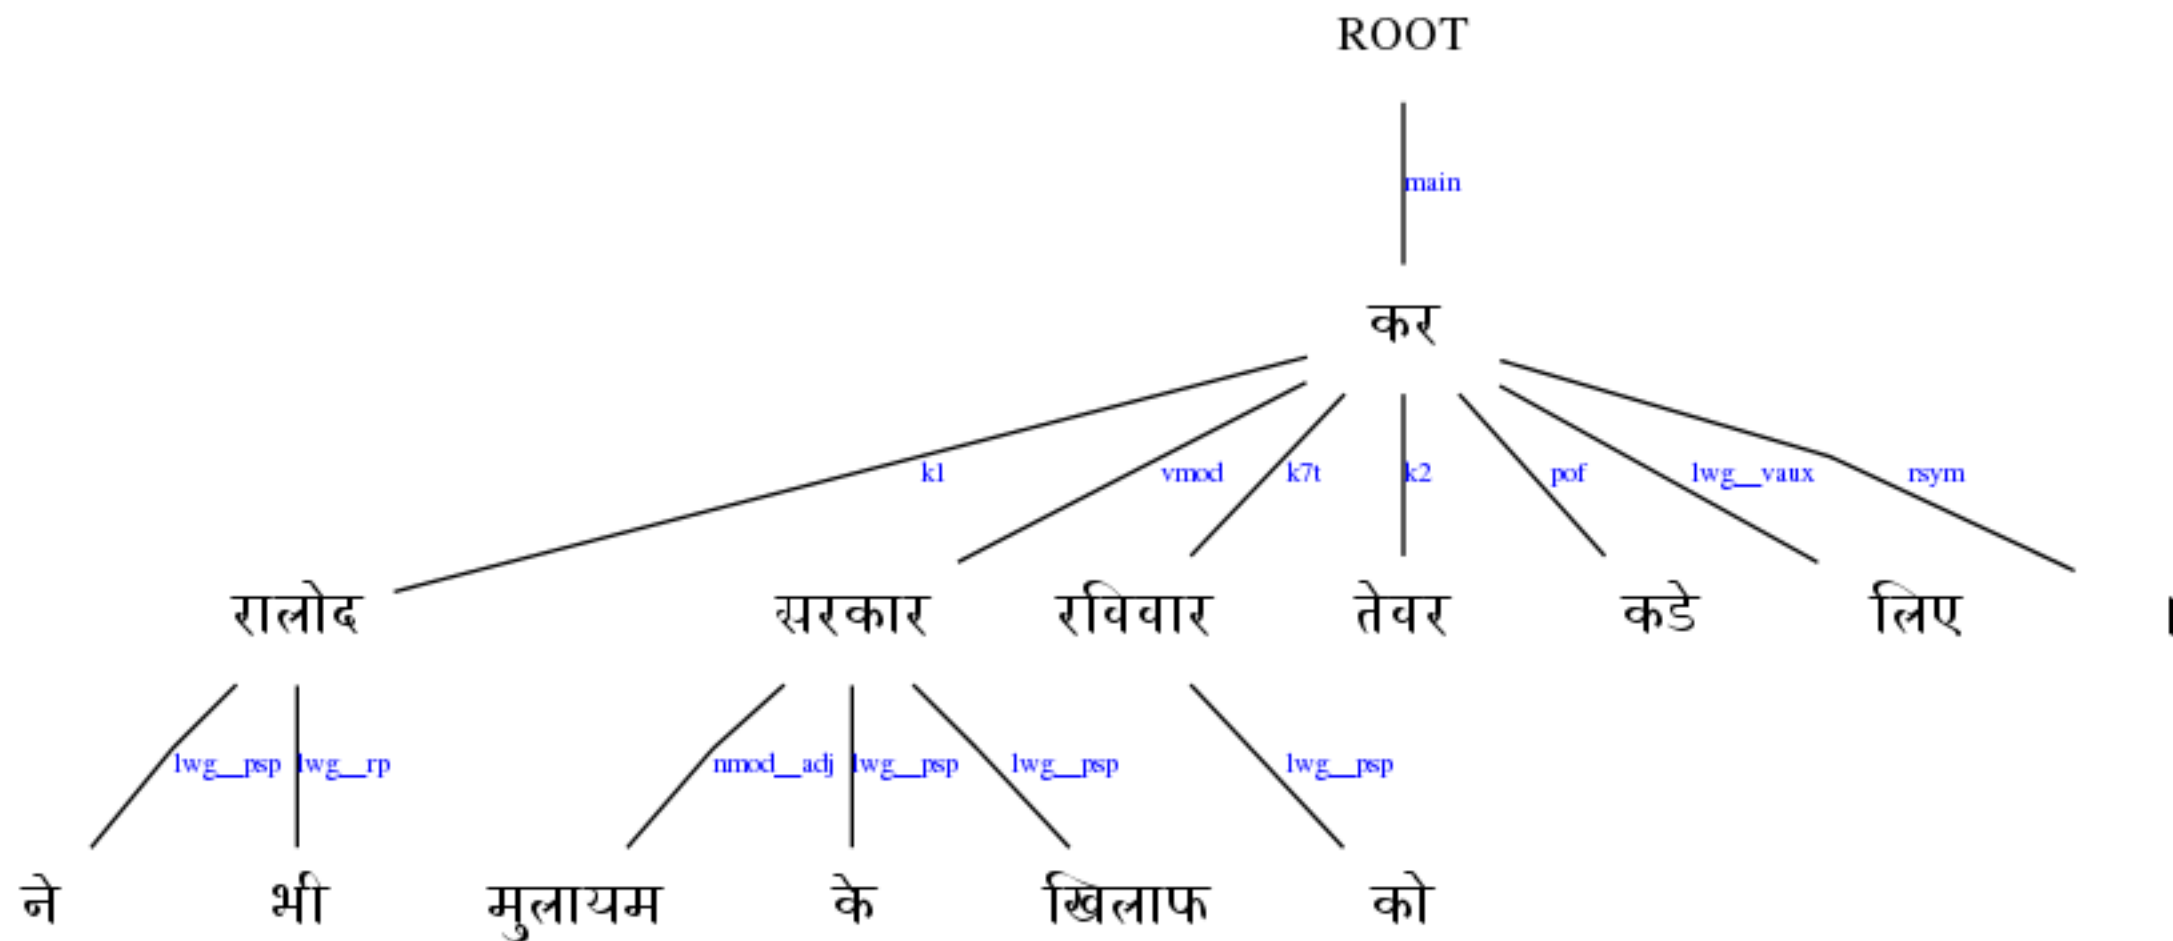 ROOT
main
कर
k1 vmod k7t k2 pof lwg__vaux rsym
रालोद सरकार रविवार तेवर कडे लिए ।
lwg__psp lwg__rp nmod__adj lwg__psp lwg__psp lwg__psp
ने भी मुलायम के खिलाफ को